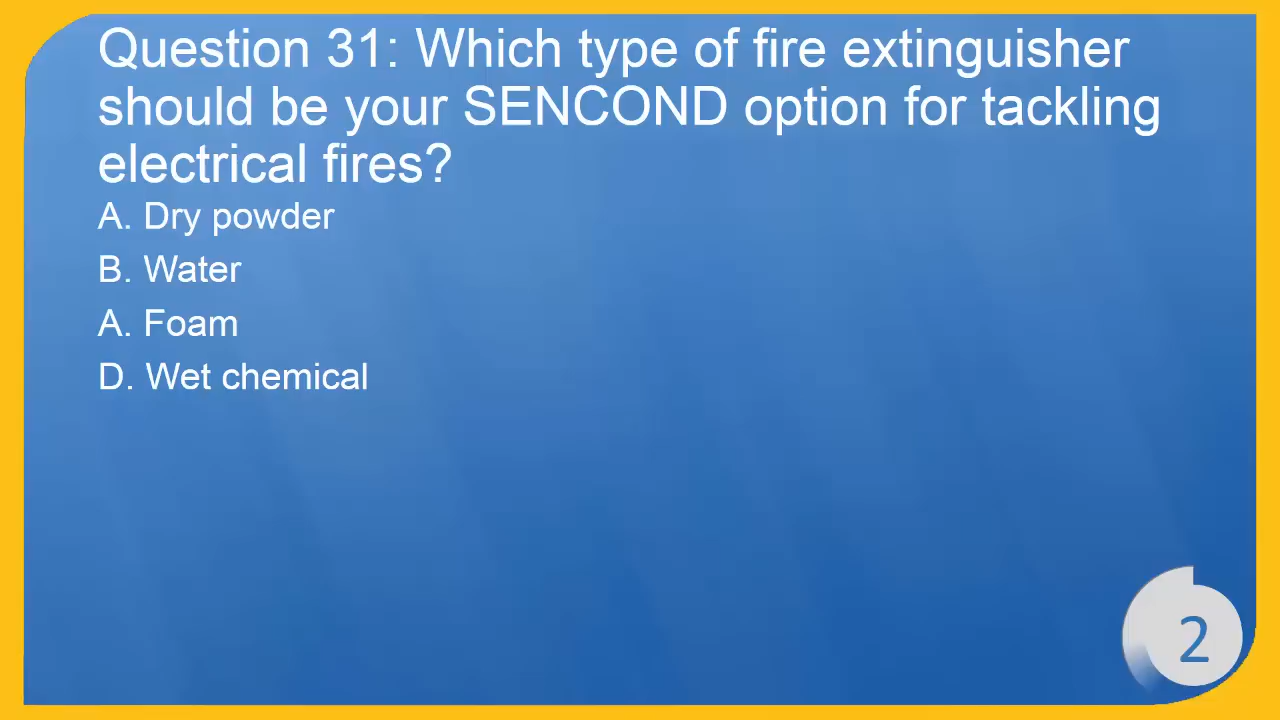 Question 31: Which type of fire extinguisher
should be your SENCOND option for tackling
electrical fires?
A. Dry powder
B. Water
A. Foam
D. Wet chemical
2